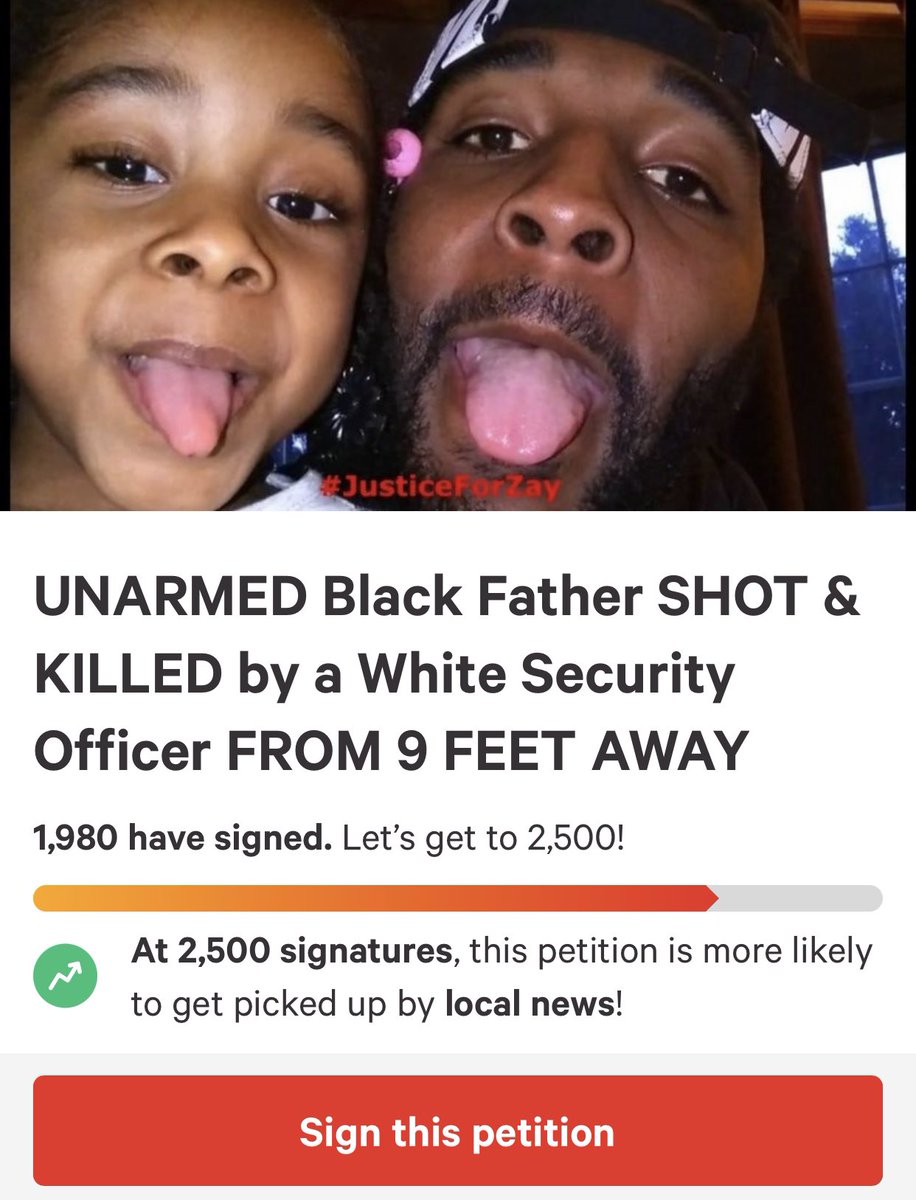 #JusticeForZay
UNARMED Black Father SHOT &
KILLED by a White Security
Officer FROM 9 FEET AWAY
1,980 have signed. Let’s get to 2,500!
At 2,500 signatures, this petition is more likely
to get picked up by local news!
Sign this petition